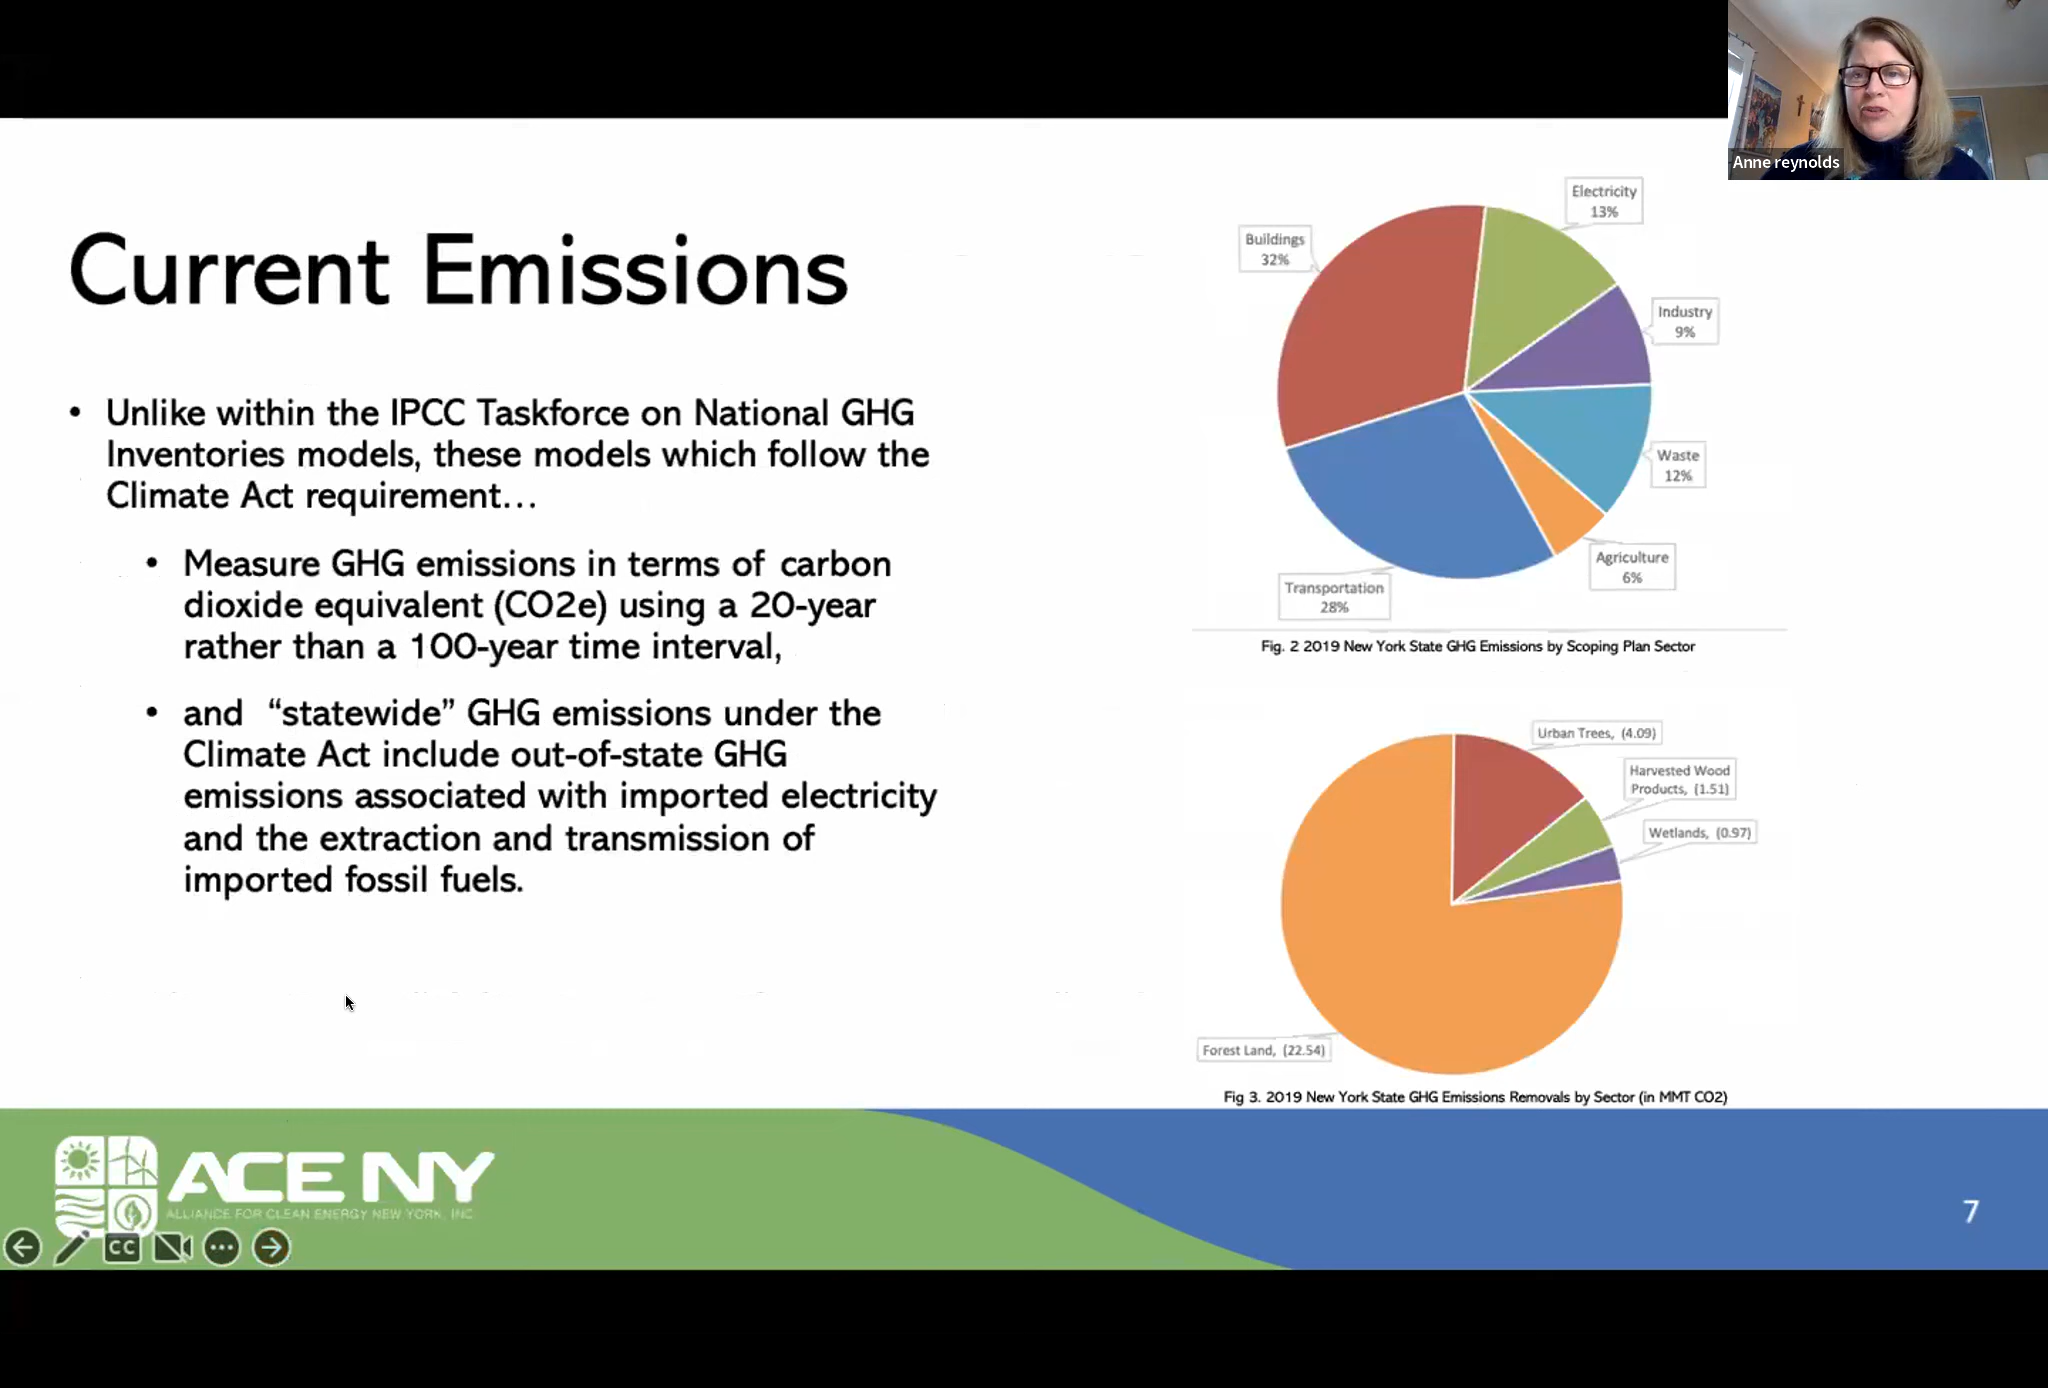 Anne reynolds
Current Emissions
• Unlike within the IPCC Taskforce on National GHG
Inventories models, these models which follow the
Climate Act requirement...
• Measure GHG emissions in terms of carbon
dioxide equivalent (CO2e) using a 20-year
rather than a 100-year time interval,
• and “statewide” GHG emissions under the
Climate Act include out-of-state GHG
emissions associated with imported electricity
and the extraction and transmission of
imported fossil fuels.
Electricity
13%
Buildings
32%
Industry
9%
Waste
12%
Agriculture
6%
Transportation
28%
Fig. 2 2019 New York State GHG Emissions by Scoping Plan Sector
Urban Trees, (4.09)
Harvested Wood
Products, (1.51)
Wetlands, (0.97)
Forest Land, (22.54)
Fig 3. 2019 New York State GHG Emissions Removals by Sector (in MMT CO2)
ACE NY
ALLIANCE FOR CLEAN ENERGY NEW YORK, INC
CC
7